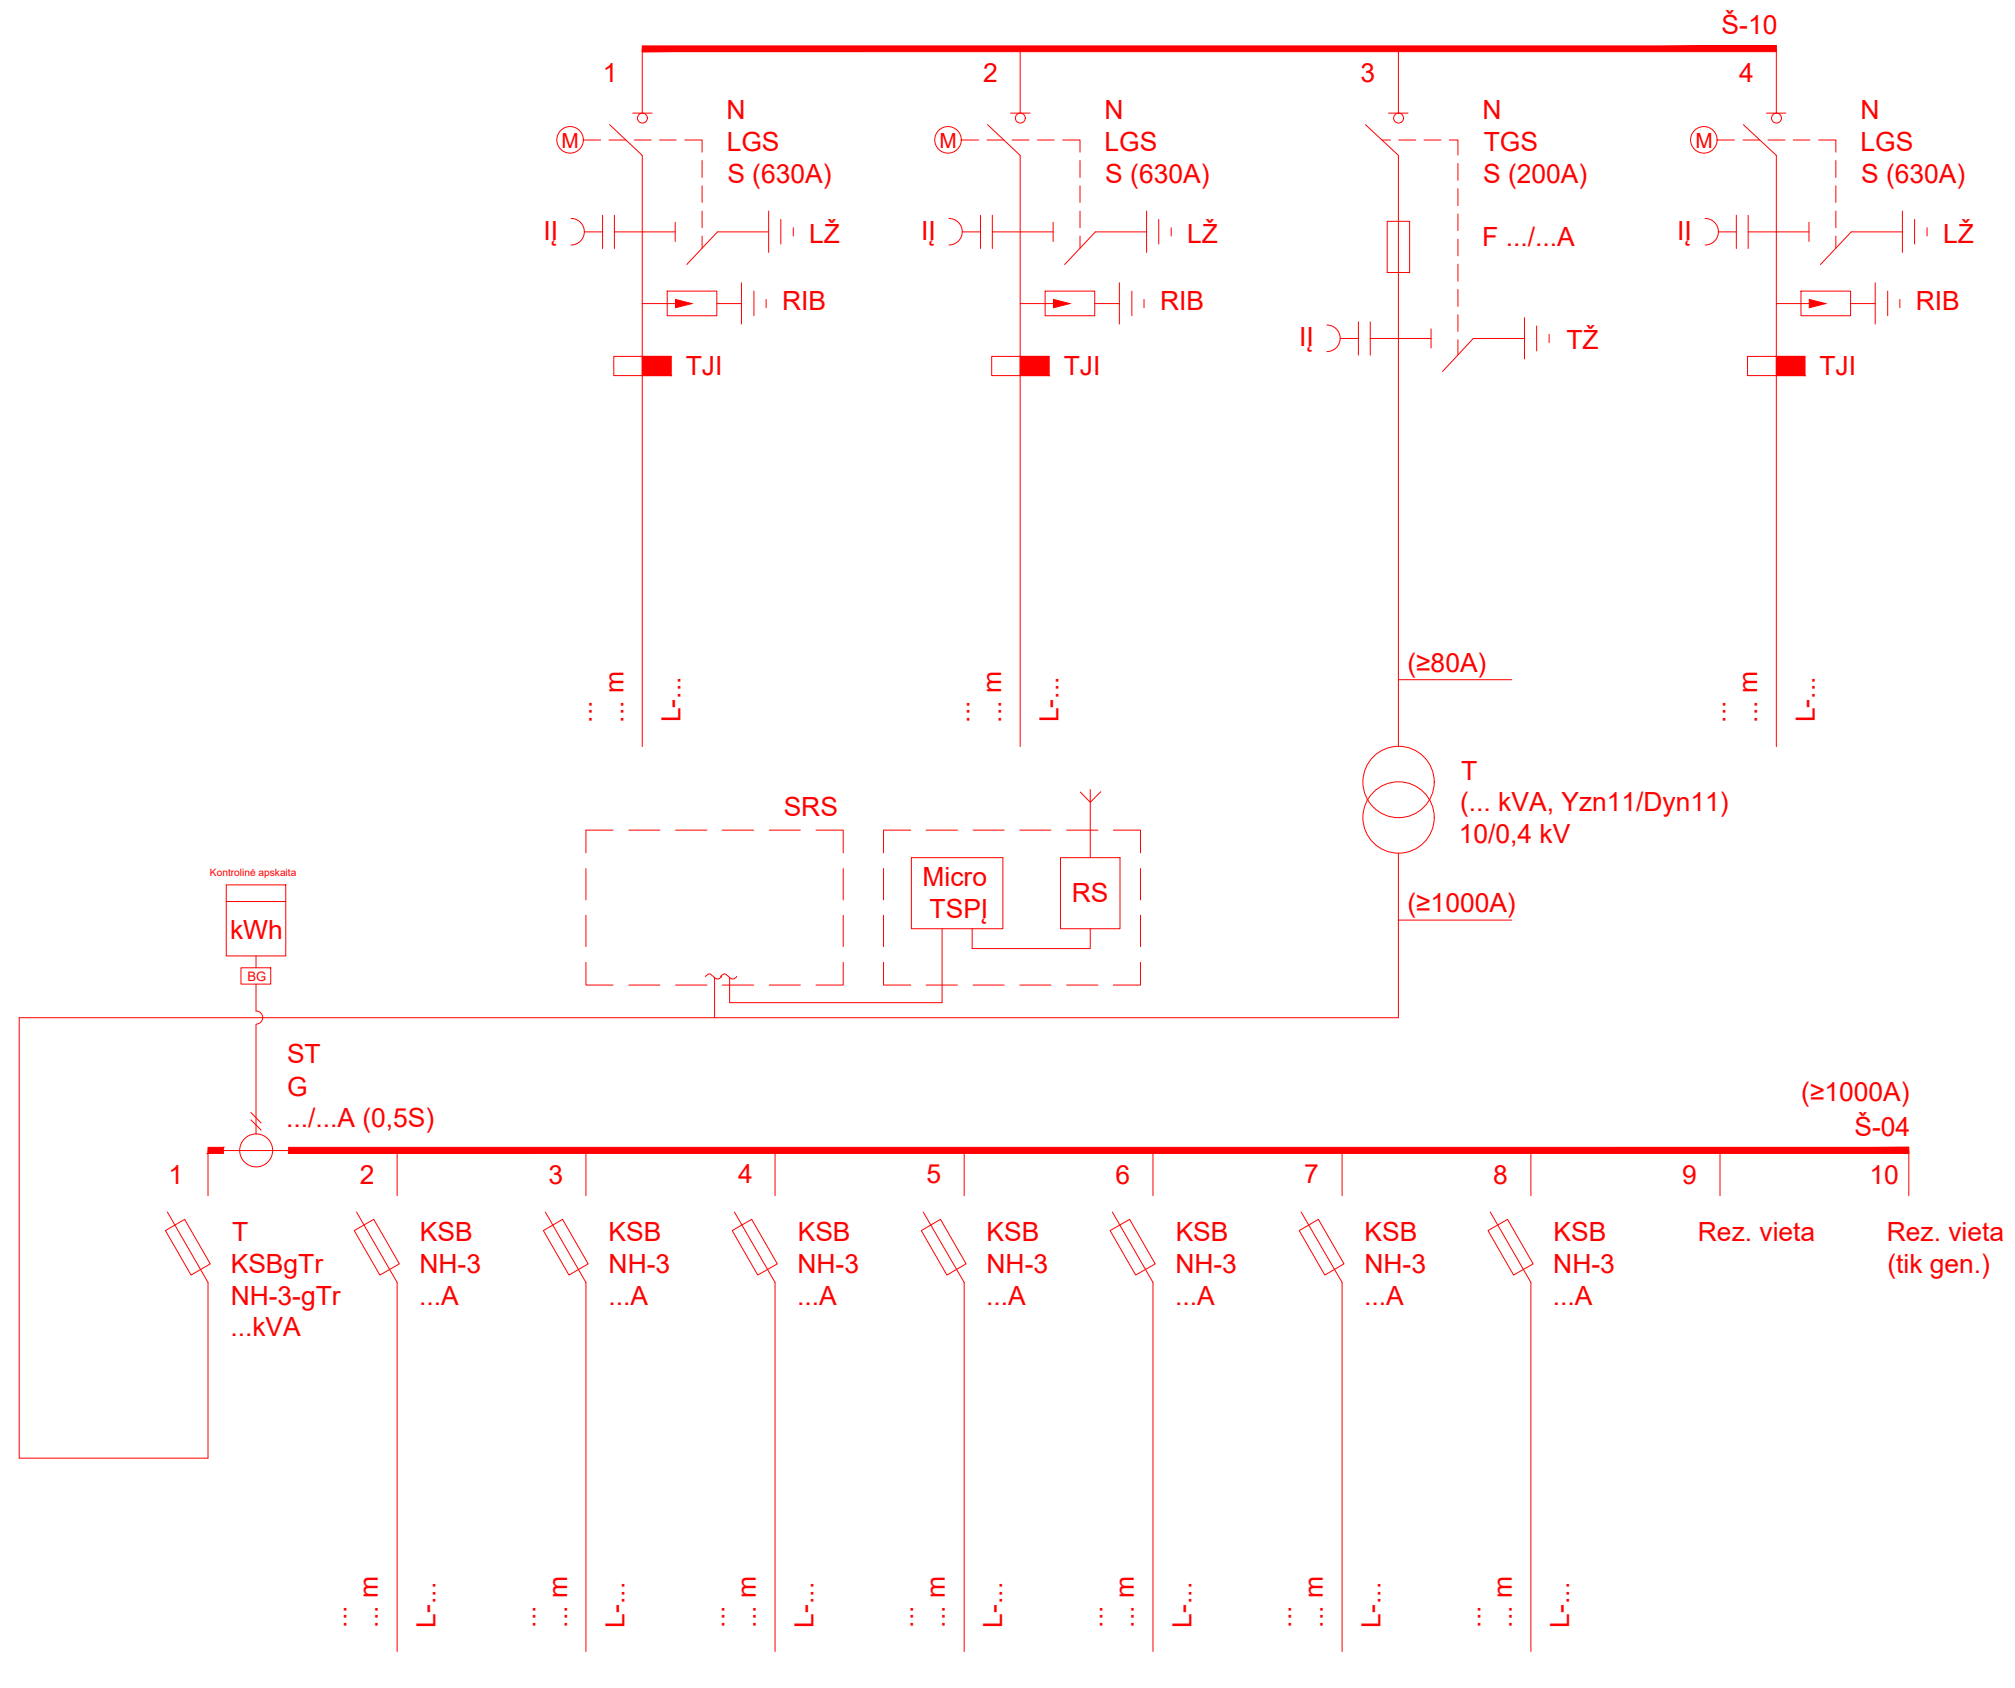 Š-10
1
2
3
4
N
LGS
S (630A)
N
LGS
S (630A)
N
TGS
S (200A)
N
LGS
S (630A)
M
M
M
IĮ
LŽ
IĮ
LŽ
F .../...A
IĮ
LŽ
RIB
RIB
RIB
IĮ
TŽ
TJI
TJI
TJI
...
... m
L-...
...
... m
L-...
(≥80A)
...
... m
L-...
T
(... kVA, Yzn11/Dyn11)
10/0,4 kV
SRS
Micro
TSPĮ
RS
(≥1000A)
Kontrolinė apskaita
kWh
BG
ST
G
.../...A (0,5S)
(≥1000A)
Š-04
1
2
3
4
5
6
7
8
9
10
T
KSBgTr
NH-3-gTr
...kVA
KSB
NH-3
...A
KSB
NH-3
...A
KSB
NH-3
...A
KSB
NH-3
...A
KSB
NH-3
...A
KSB
NH-3
...A
KSB
NH-3
...A
Rez. vieta
Rez. vieta
(tik gen.)
...
... m
L-...
...
... m
L-...
...
... m
L-...
...
... m
L-...
...
... m
L-...
...
... m
L-...
...
... m
L-...